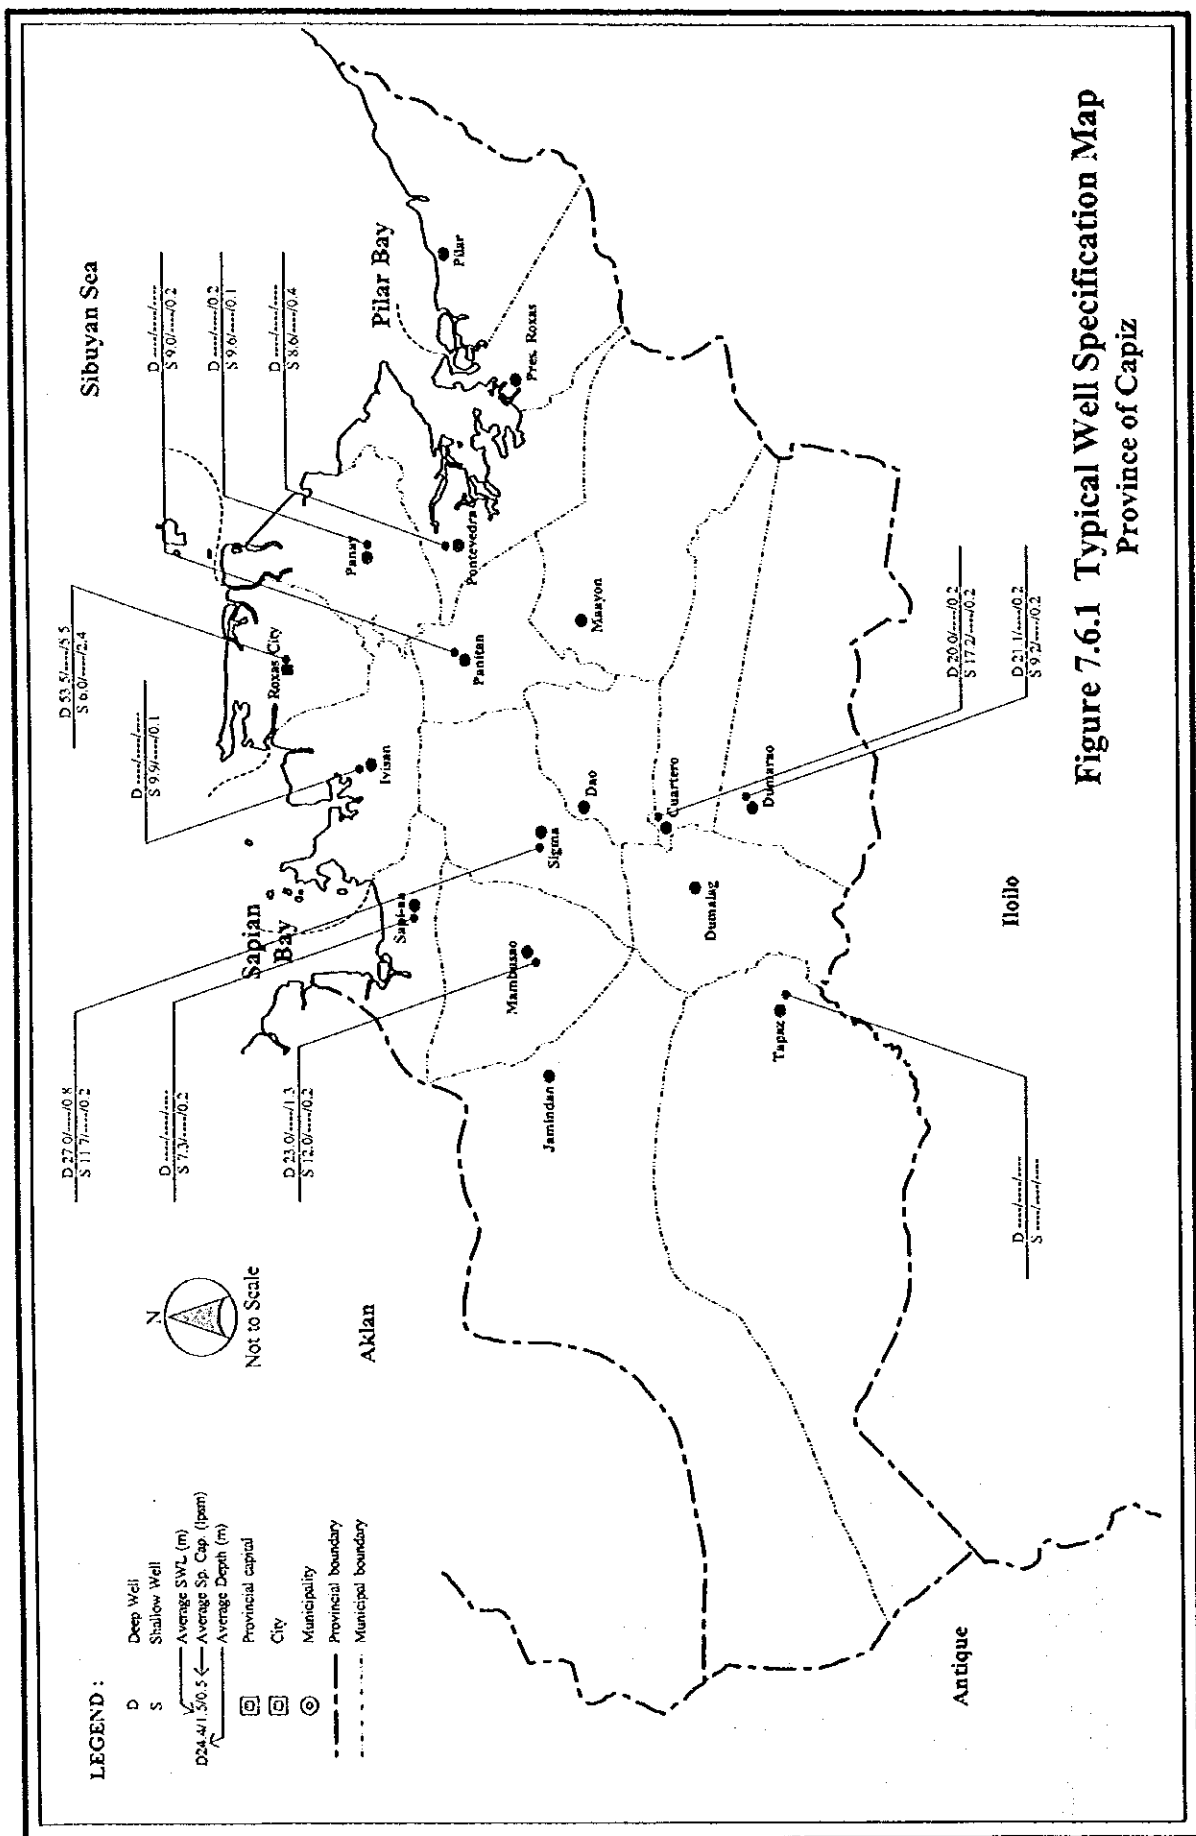 Sibuyan Sea
D ----/----/----
S 9.0/----/0.2
D ----/----/0.2
S 9.6/----/0.1
D ----/----/----
S 8.6/----/0.4
D 53.5/----/5.5
S 6.0/----/2.4
D ----/----/----
S 9.9/----/0.1
D 27.0/----/0.8
S 11.7/----/0.2
D ----/----/----
S 7.3/----/0.2
D 23.0/----/1.3
S 12.0/----/0.2
Pilar Bay
Pilar
Pres. Roxas
Panay
Pontevedra
Roxas City
Panitan
Maayon
Ivisan
Sapian
Bay
Sapi-an
Sigma
Dao
Cuartero
Dumarao
Mambusao
Dumalag
Jamindan
Tapaz
D 20.0/----/0.2
S 17.2/----/0.2
D 21.1/----/0.2
S 9.2/----/0.2
D ----/----/----
S ----/----/----
N
Not to Scale
Aklan
Iloilo
Antique
LEGEND :
D Deep Well
S Shallow Well
D24.4/1.5/0.5
Average SWL (m)
Average Sp. Cap. (lpsm)
Average Depth (m)
Provincial capital
City
Municipality
Provincial boundary
Municipal boundary
Figure 7.6.1 Typical Well Specification Map
Province of Capiz